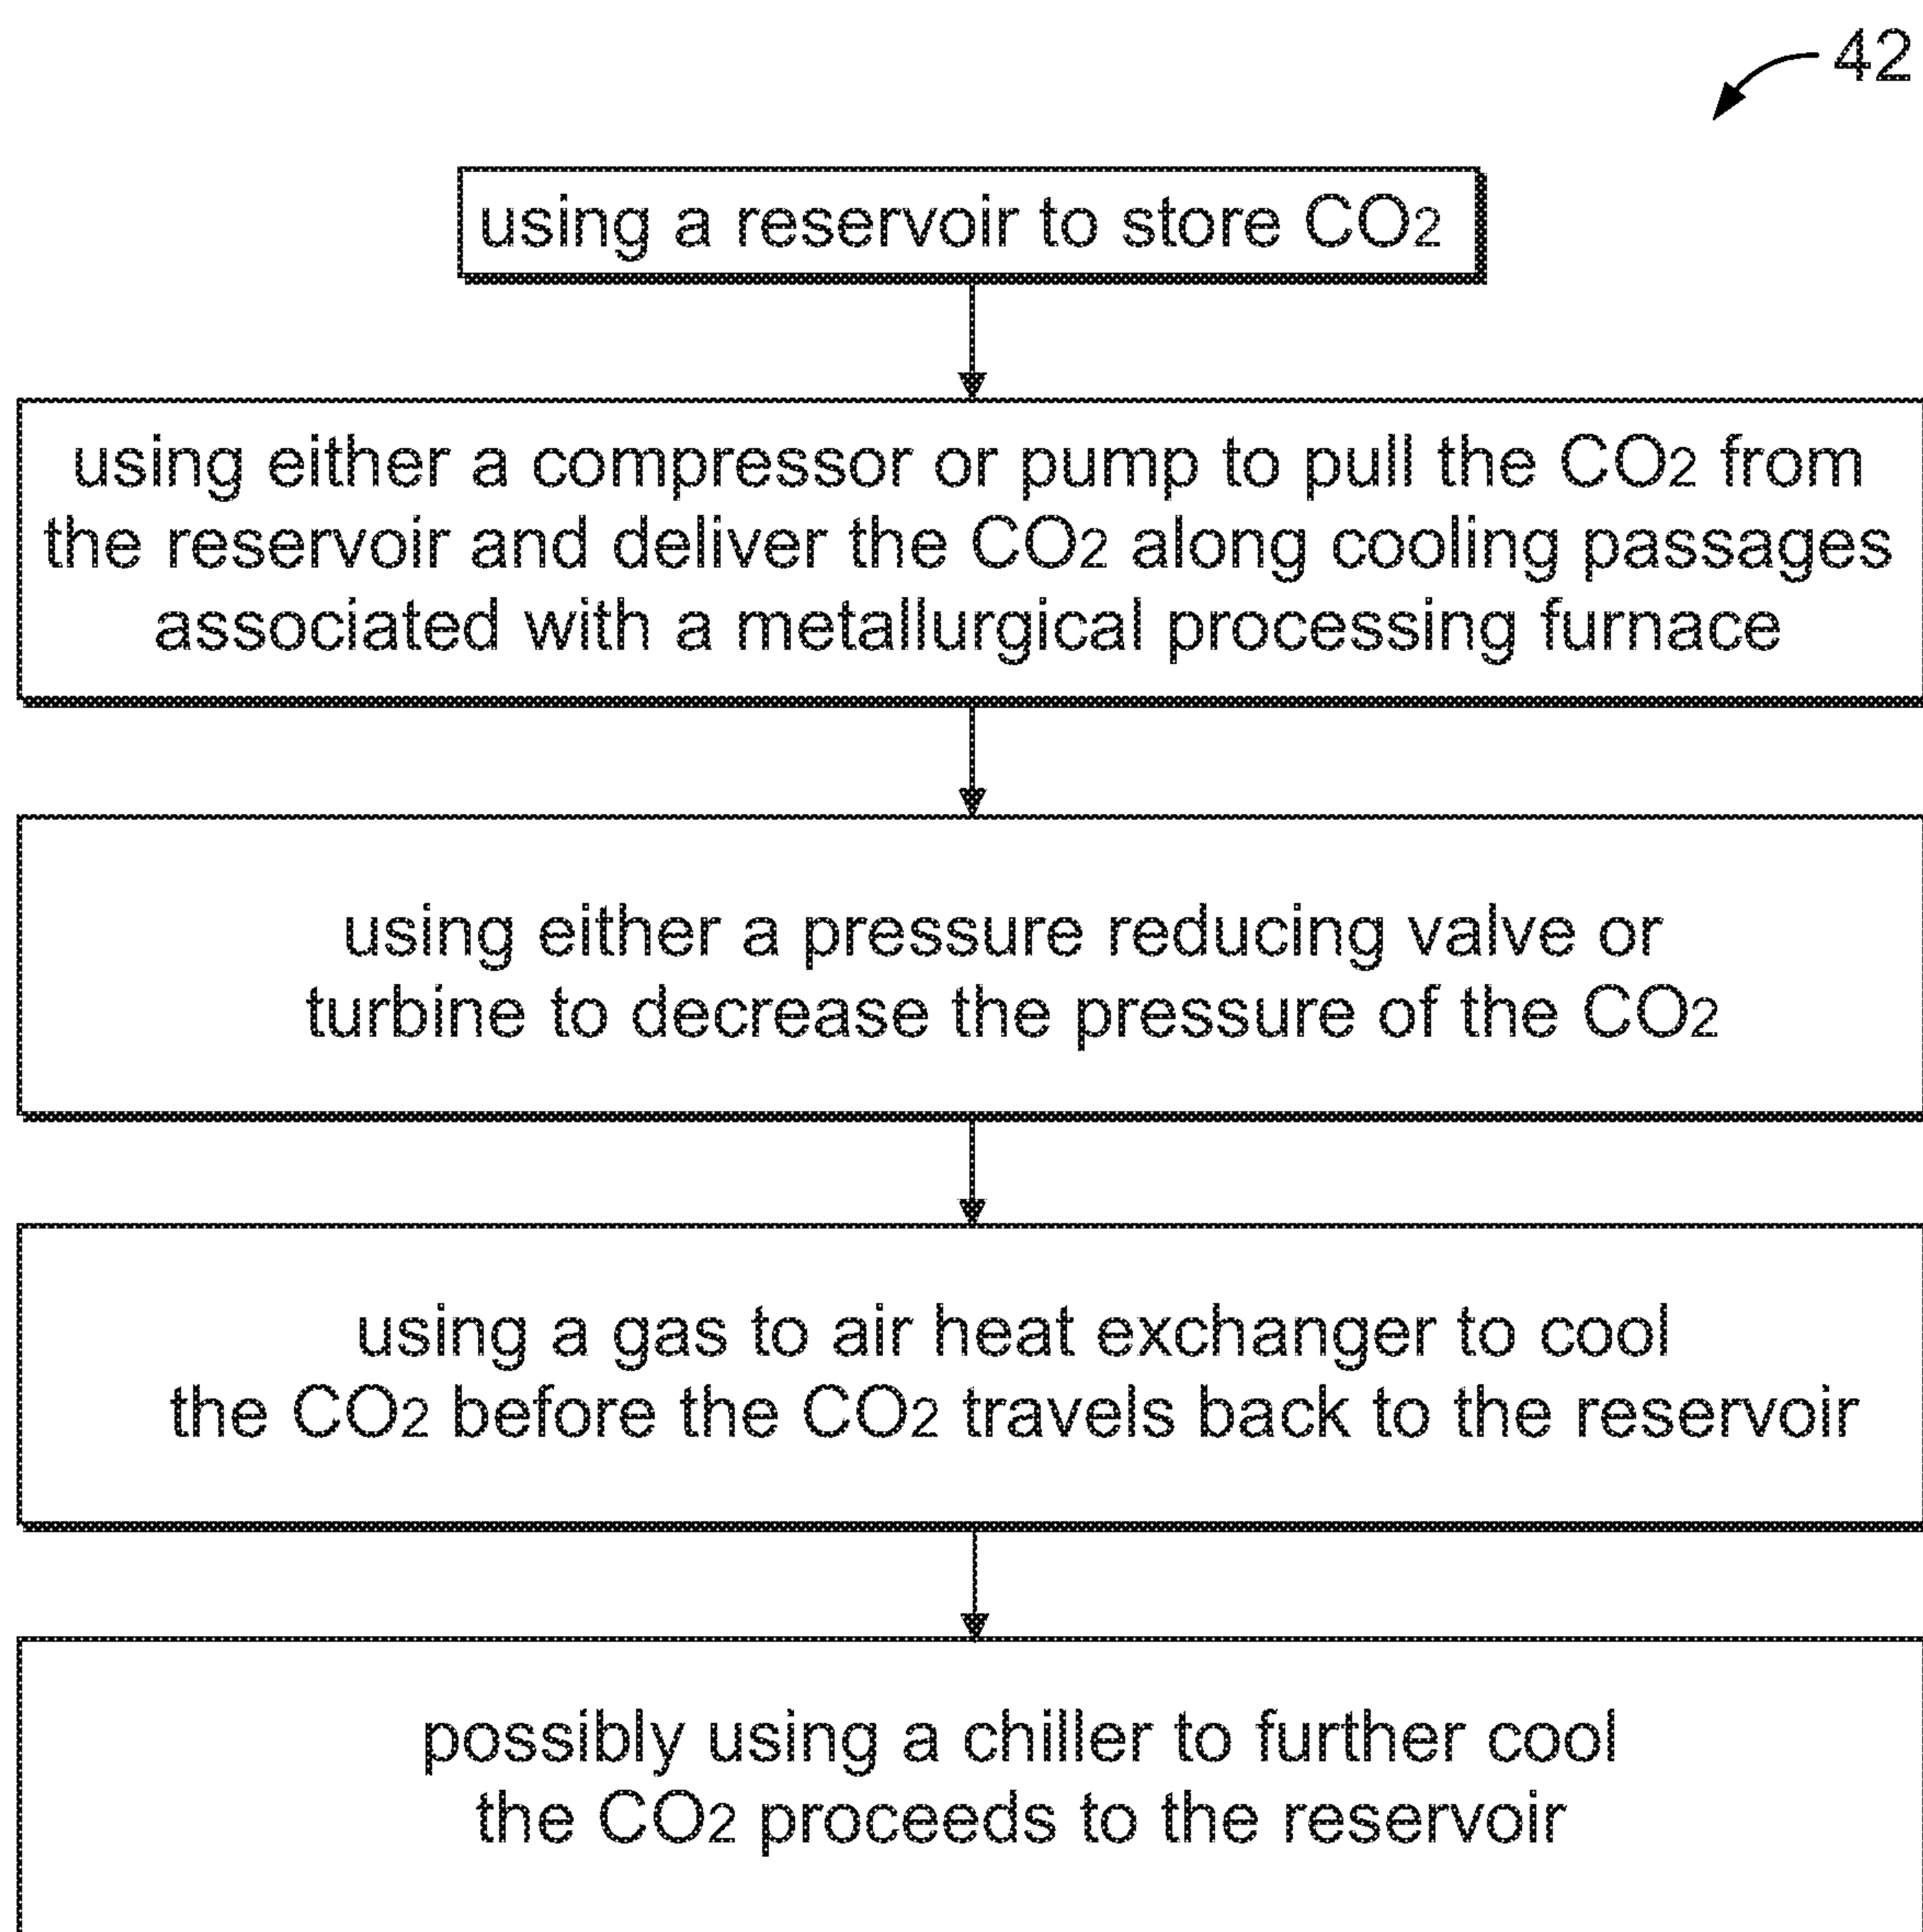 42
using a reservoir to store CO2
using either a compressor or pump to pull the CO2 from
the reservoir and deliver the CO2 along cooling passages
associated with a metallurgical processing furnace
using either a pressure reducing valve or
turbine to decrease the pressure of the CO2
using a gas to air heat exchanger to cool
the CO2 before the CO2 travels back to the reservoir
possibly using a chiller to further cool
the CO2 proceeds to the reservoir